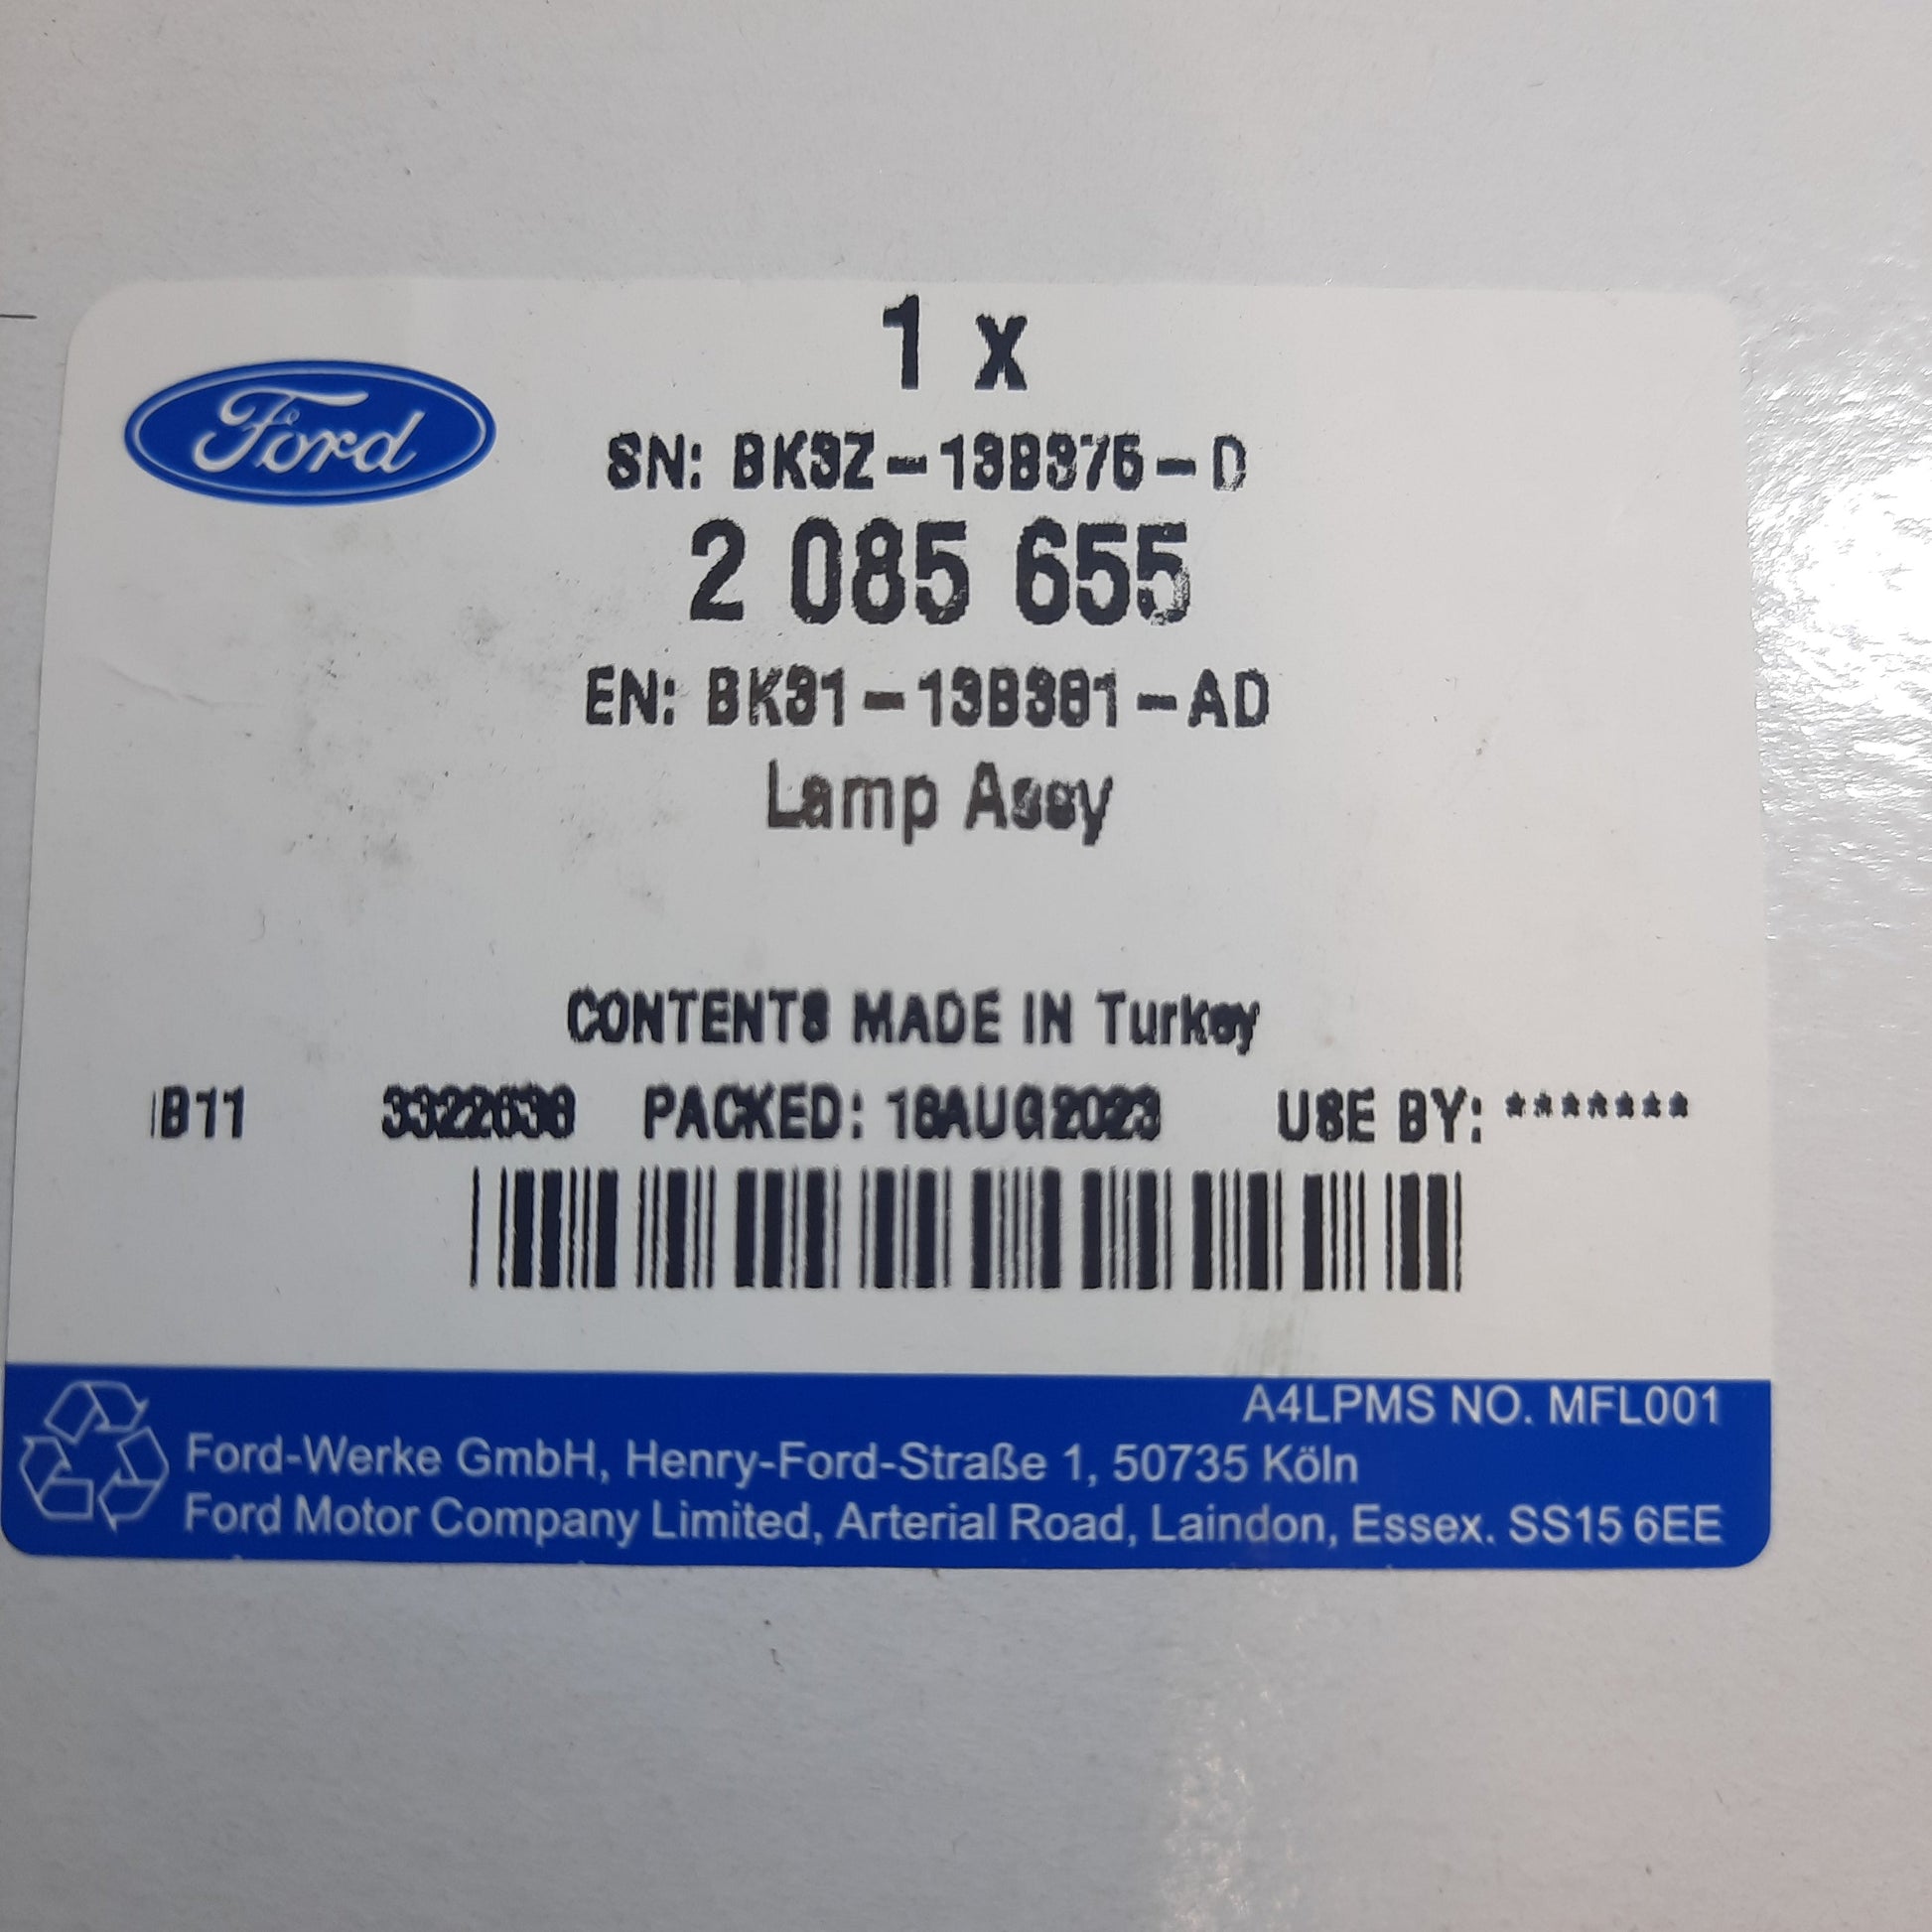 1 x
Ford
SN: BK3Z-13B375-D
2 085 655
EN: BK31-13B381-AD
Lamp Assy
CONTENTS MADE IN Turkey
B11 PACKED: 18AUG2023 USE BY: *******
A4LPMS NO. MFL001
Ford-Werke GmbH, Henry-Ford-Straße 1, 50735 Köln
Ford Motor Company Limited, Arterial Road, Laindon, Essex. SS15 6EE